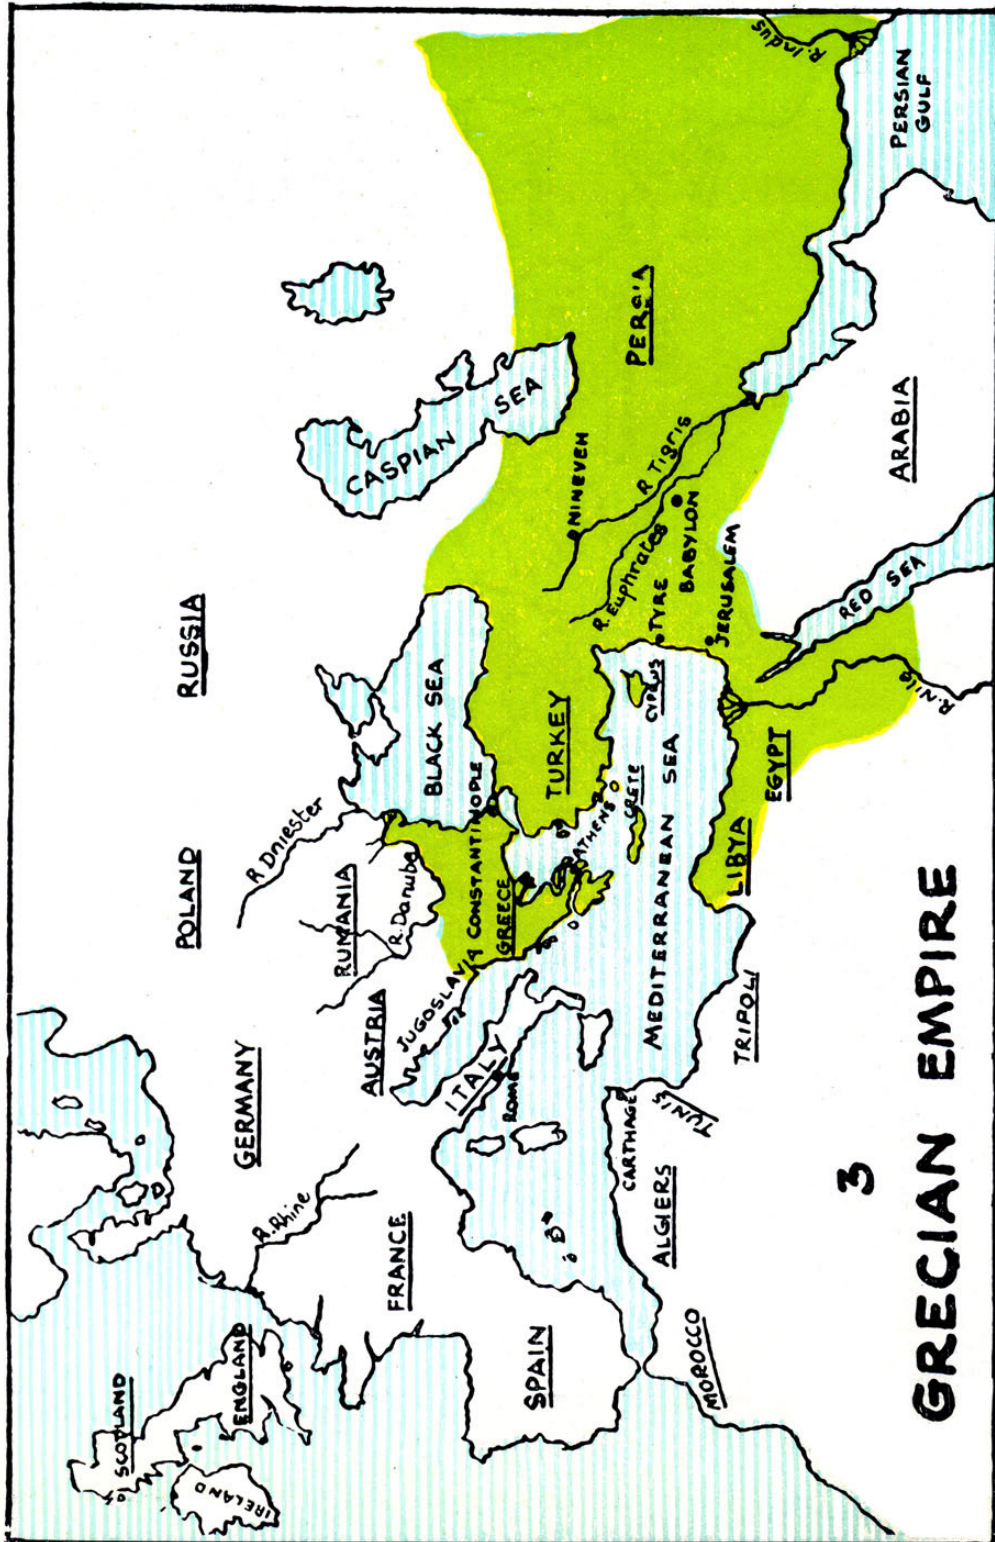 SCOTLAND
IRELAND
ENGLAND
R. Rhine
GERMANY
POLAND
RUSSIA
R. Dniester
FRANCE
AUSTRIA
RUMANIA
R. Danube
JUGOSLAVIA
CONSTANTINOPLE
BLACK SEA
CASPIAN
SEA
SPAIN
ITALY
ROME
GREECE
ATHENS
TURKEY
NINEVEH
PERSIA
R. Indus
R Tigris
R. Euphrates
CRETE
CYPRUS
TYRE
BABYLON
JERUSALEM
MEDITERRANEAN SEA
CARTHAGE
TUNIS
MOROCCO
ALGIERS
TRIPOLI
LIBYA
EGYPT
R. Nile
RED SEA
ARABIA
PERSIAN
GULF
3
GRECIAN EMPIRE